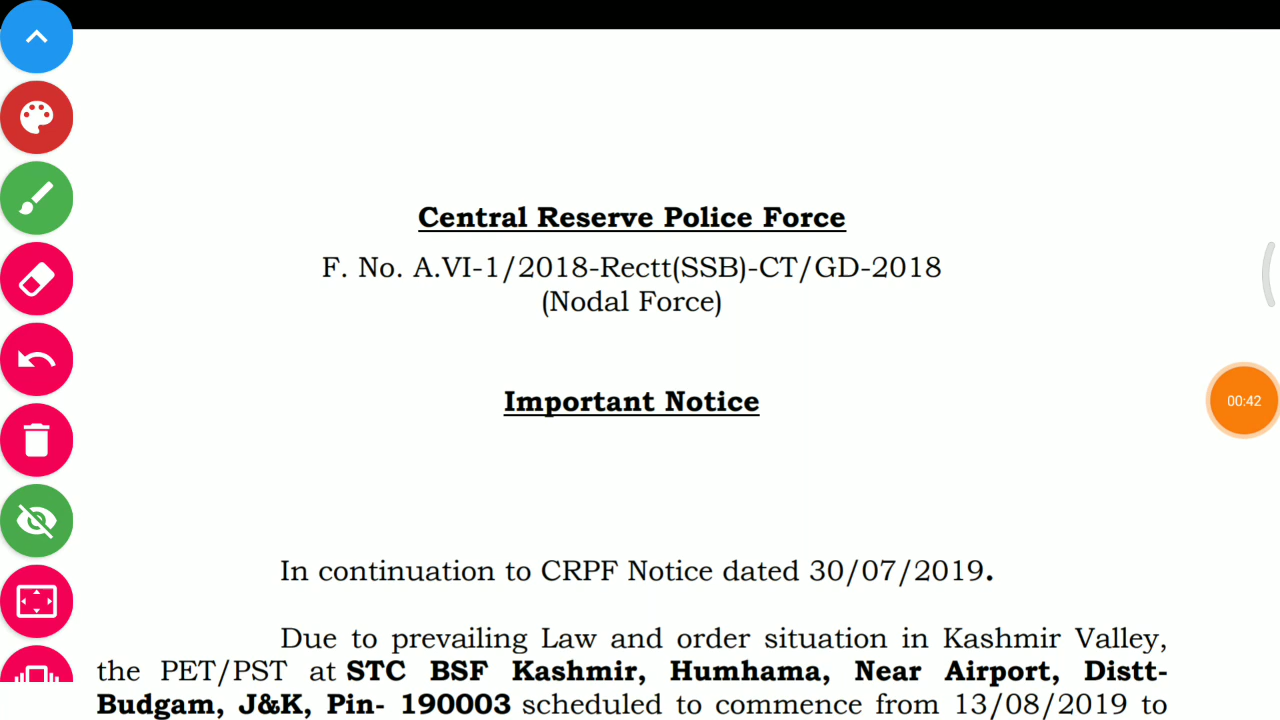 Central Reserve Police Force
F. No. A.VI-1/2018-Rectt(SSB)-CT/GD-2018
(Nodal Force)
Important Notice
00:42
In continuation to CRPF Notice dated 30/07/2019.
Due to prevailing Law and order situation in Kashmir Valley,
the PET/PST at STC BSF Kashmir, Humhama, Near Airport, Distt-
Budgam, J&K, Pin- 190003 scheduled to commence from 13/08/2019 to